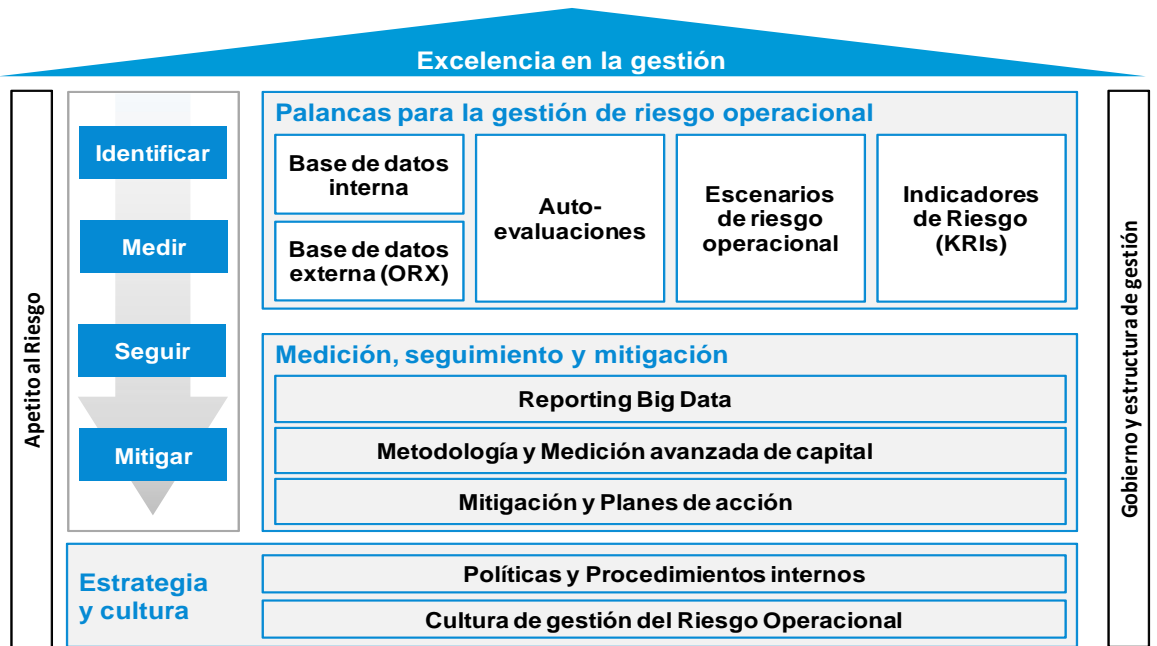 Excelencia en la gestión
Apetito al Riesgo
Identificar
Medir
Seguir
Mitigar
Palancas para la gestión de riesgo operacional
Base de datos
interna
Base de datos
externa (ORX)
Auto-
evaluaciones
Escenarios
de riesgo
operacional
Indicadores
de Riesgo
(KRIs)
Medición, seguimiento y mitigación
Reporting Big Data
Metodología y Medición avanzada de capital
Mitigación y Planes de acción
Estrategia
y cultura
Políticas y Procedimientos internos
Cultura de gestión del Riesgo Operacional
Gobierno y estructura de gestión